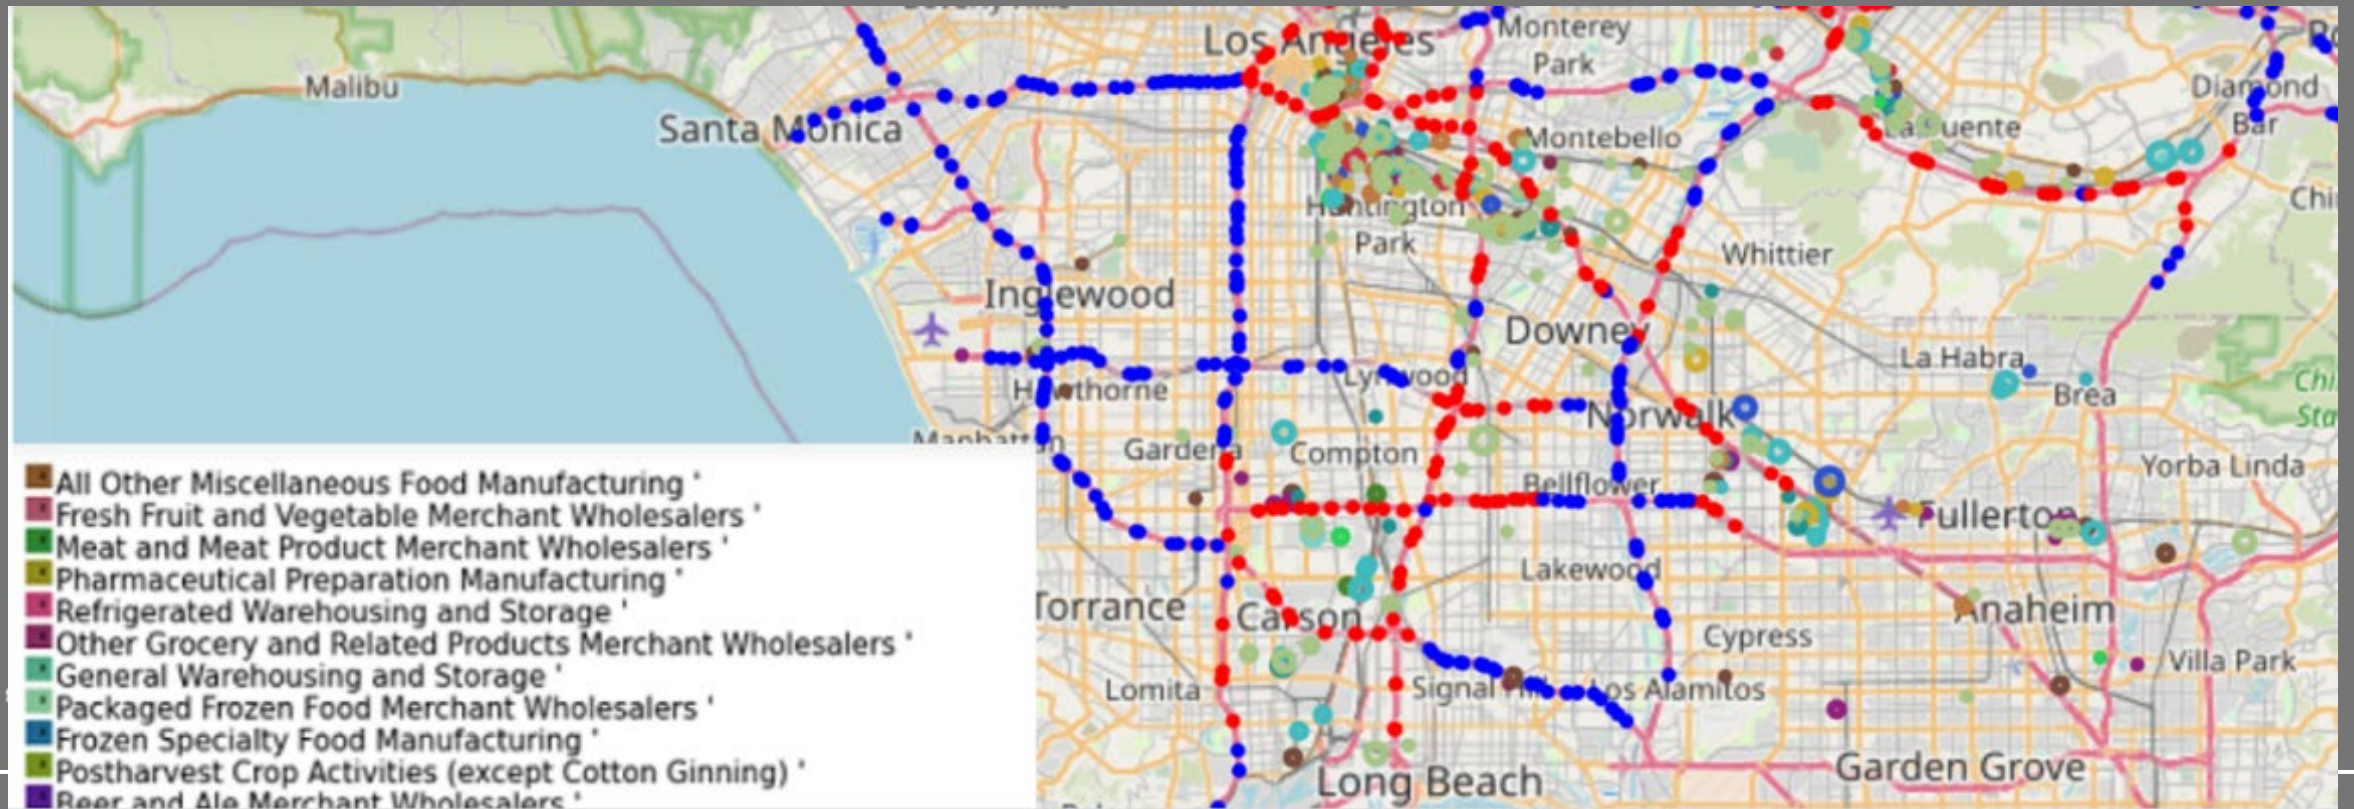 Los Angeles
Monterey
Park
Malibu
Diamond
Bar
Santa Monica
La Puente
Montebello
Huntington
Park
Whittier
Inglewood
Downey
La Habra
Brea
Lynwood
Hawthorne
Norwalk
Manhattan
Gardena
Compton
Yorba Linda
Bellflower
Fullerton
Lakewood
Torrance
Carson
Anaheim
Cypress
Villa Park
Lomita
Signal Hill
Los Alamitos
Garden Grove
Long Beach
All Other Miscellaneous Food Manufacturing '
Fresh Fruit and Vegetable Merchant Wholesalers '
Meat and Meat Product Merchant Wholesalers '
Pharmaceutical Preparation Manufacturing '
Refrigerated Warehousing and Storage '
Other Grocery and Related Products Merchant Wholesalers '
General Warehousing and Storage '
Packaged Frozen Food Merchant Wholesalers '
Frozen Specialty Food Manufacturing '
Postharvest Crop Activities (except Cotton Ginning) '
Beer and Ale Merchant Wholesalers '